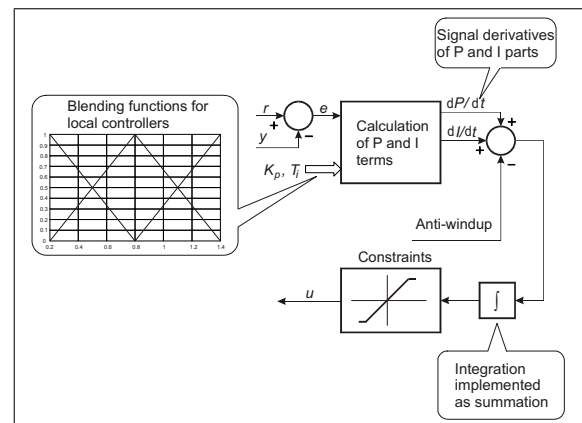 Signal derivatives
of P and I parts
Blending functions for
local controllers
1
0.9
0.8
0.7
0.6
0.5
0.4
0.3
0.2
0.1
0
0.2 0.4 0.6 0.8 1.0 1.2 1.4
r
+
y
−
e
Kp, Ti
Calculation
of P and I
terms
dP/dt
+
dI/dt
+
−
Anti-windup
Constraints
u
∫
Integration
implemented
as summation